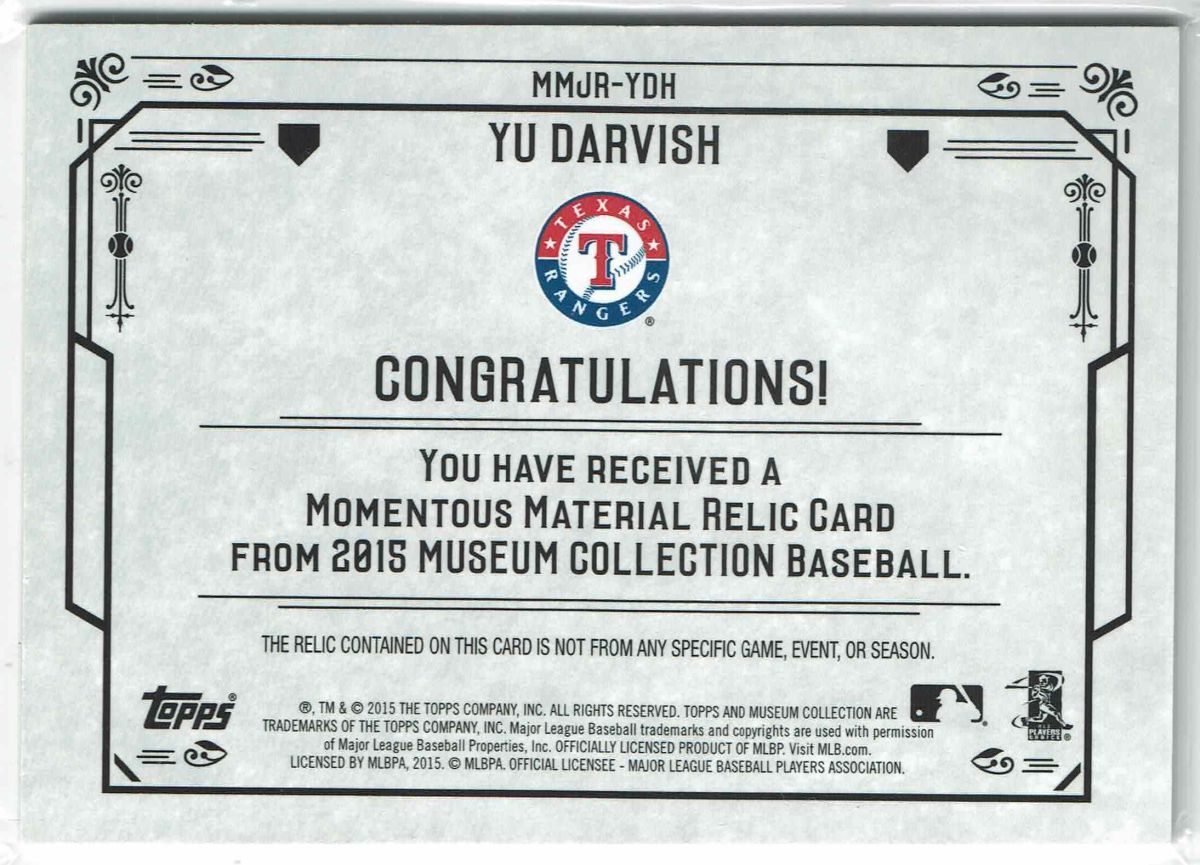 MMJR-YDH
YU DARVISH
TEXAS
T
RANGERS
®
CONGRATULATIONS!
YOU HAVE RECEIVED A
MOMENTOUS MATERIAL RELIC CARD
FROM 2015 MUSEUM COLLECTION BASEBALL.
THE RELIC CONTAINED ON THIS CARD IS NOT FROM ANY SPECIFIC GAME, EVENT, OR SEASON.
Topps®
®, TM & © 2015 THE TOPPS COMPANY, INC. ALL RIGHTS RESERVED. TOPPS AND MUSEUM COLLECTION ARE
TRADEMARKS OF THE TOPPS COMPANY, INC. Major League Baseball trademarks and copyrights are used with permission
of Major League Baseball Properties, Inc. OFFICIALLY LICENSED PRODUCT OF MLBP. Visit MLB.com.
LICENSED BY MLBPA, 2015. © MLBPA. OFFICIAL LICENSEE - MAJOR LEAGUE BASEBALL PLAYERS ASSOCIATION.
PLAYERS
CHOICE®